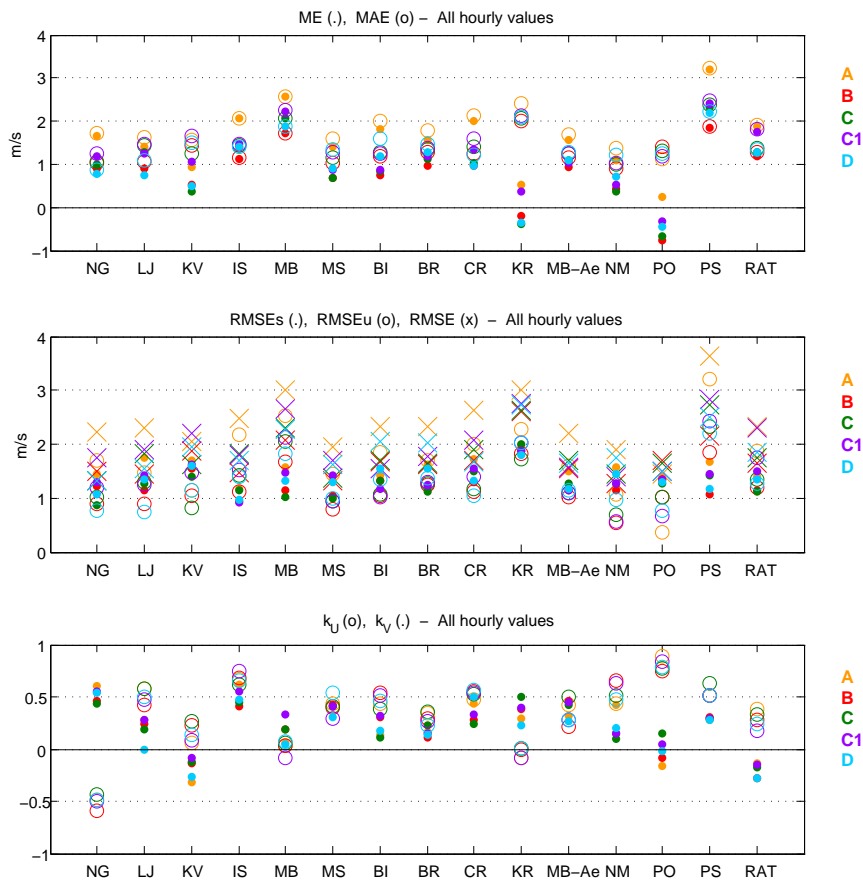 ME (.),  MAE (o) –  All hourly values
4
3
2
1
0
−1
m/s
NG LJ KV IS MB MS BI BR CR KR MB−Ae NM PO PS RAT
A
B
C
C1
D
RMSEs (.),  RMSEu (o),  RMSE (x)  –  All hourly values
4
3
2
1
0
m/s
NG LJ KV IS MB MS BI BR CR KR MB−Ae NM PO PS RAT
A
B
C
C1
D
k_U (o),  k_V (.)  –  All hourly values
1
0.5
0
−0.5
−1
NG LJ KV IS MB MS BI BR CR KR MB−Ae NM PO PS RAT
A
B
C
C1
D